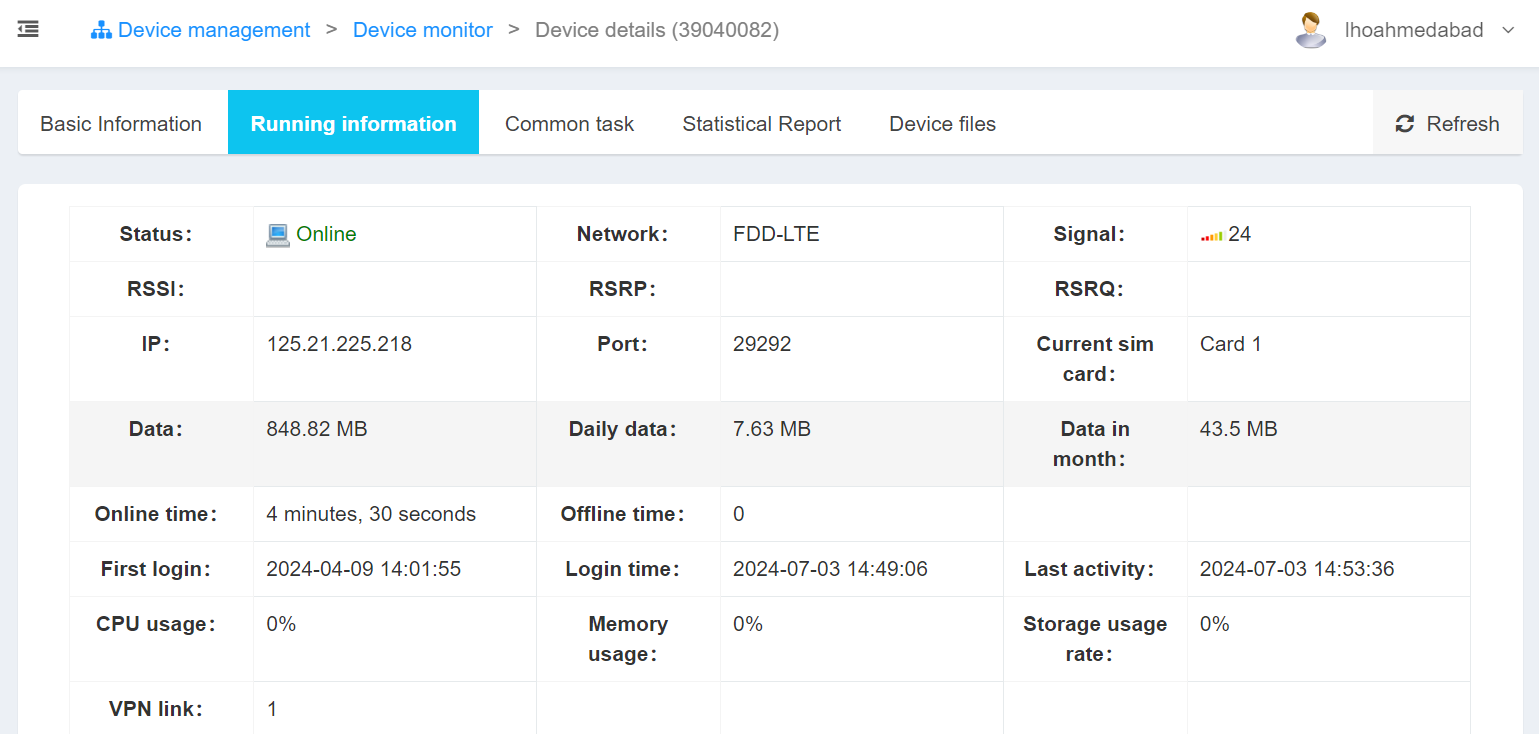 Device management > Device monitor > Device details (39040082)
lhoahmedabad
Basic Information Running information Common task Statistical Report Device files Refresh
Status: Online Network: FDD-LTE Signal: 24
RSSI: RSRP: RSRQ:
IP: 125.21.225.218 Port: 29292 Current sim card: Card 1
Data: 848.82 MB Daily data: 7.63 MB Data in month: 43.5 MB
Online time: 4 minutes, 30 seconds Offline time: 0
First login: 2024-04-09 14:01:55 Login time: 2024-07-03 14:49:06 Last activity: 2024-07-03 14:53:36
CPU usage: 0% Memory usage: 0% Storage usage rate: 0%
VPN link: 1